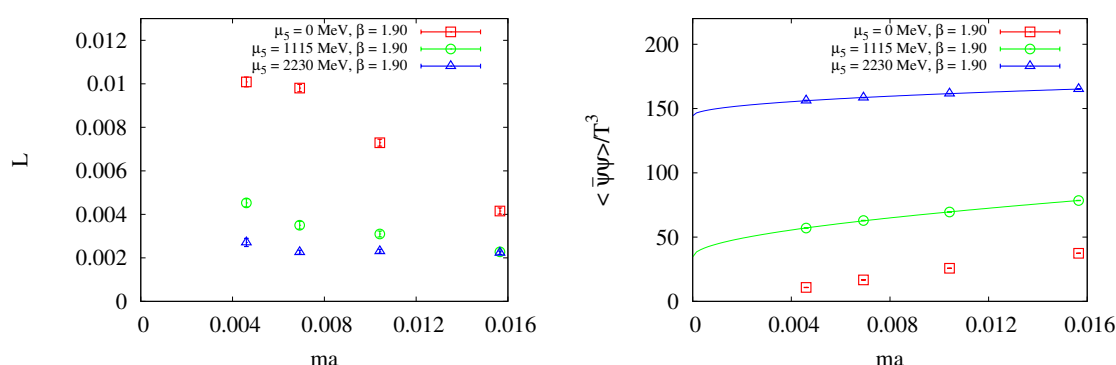 μ5 = 0 MeV, β = 1.90
μ5 = 1115 MeV, β = 1.90
μ5 = 2230 MeV, β = 1.90
0.012
0.01
0.008
0.006
0.004
0.002
0
L
0 0.004 0.008 0.012 0.016
ma
μ5 = 0 MeV, β = 1.90
μ5 = 1115 MeV, β = 1.90
μ5 = 2230 MeV, β = 1.90
200
150
100
50
0
< ψ̄ψ>/T^3
0 0.004 0.008 0.012 0.016
ma